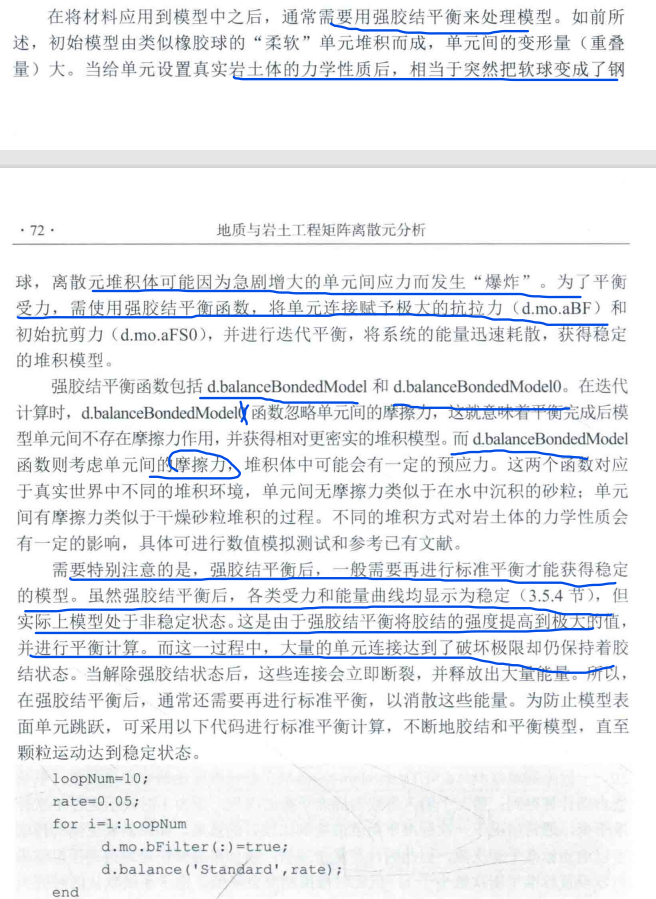 在将材料应用到模型中之后，通常需要用强胶结平衡来处理模型。如前所
述，初始模型由类似橡胶球的“柔软”单元堆积而成，单元间的变形量（重叠
量）大。当给单元设置真实岩土体的力学性质后，相当于突然把软球变成了钢
·72·
地质与岩土工程矩阵离散元分析
球，离散元堆积体可能因为急剧增大的单元间应力而发生“爆炸”。为了平衡
受力，需使用强胶结平衡函数，将单元连接赋予极大的抗拉力（d.mo.aBF）和
初始抗剪力（d.mo.aFS0），并进行迭代平衡，将系统的能量迅速耗散，获得稳定
的堆积模型。
强胶结平衡函数包括 d.balanceBondedModel 和 d.balanceBondedModel0。在迭代
计算时，d.balanceBondedModel0 函数忽略单元间的摩擦力，这就意味着平衡完成后模
型单元间不存在摩擦力作用，并获得相对更密实的堆积模型。而 d.balanceBondedModel
函数则考虑单元间的摩擦力，堆积体中可能会有一定的预应力。这两个函数对应
于真实世界中不同的堆积环境，单元间无摩擦力类似于在水中沉积的砂粒；单元
间有摩擦力类似于干燥砂粒堆积的过程。不同的堆积方式对岩土体的力学性质会
有一定的影响，具体可进行数值模拟测试和参考已有文献。
需要特别注意的是，强胶结平衡后，一般需要再进行标准平衡才能获得稳定
的模型。虽然强胶结平衡后，各类受力和能量曲线均显示为稳定（3.5.4 节），但
实际上模型处于非稳定状态。这是由于强胶结平衡将胶结的强度提高到极大的值，
并进行平衡计算。而这一过程中，大量的单元连接达到了破坏极限却仍保持着胶
结状态。当解除强胶结状态后，这些连接会立即断裂，并释放出大量能量。所以，
在强胶结平衡后，通常还需要再进行标准平衡，以消散这些能量。为防止模型表
面单元跳跃，可采用以下代码进行标准平衡计算，不断地胶结和平衡模型，直至
颗粒运动达到稳定状态。
loopNum=10;
rate=0.05;
for i=1:loopNum
d.mo.bFilter(:)=true;
d.balance('Standard',rate);
end